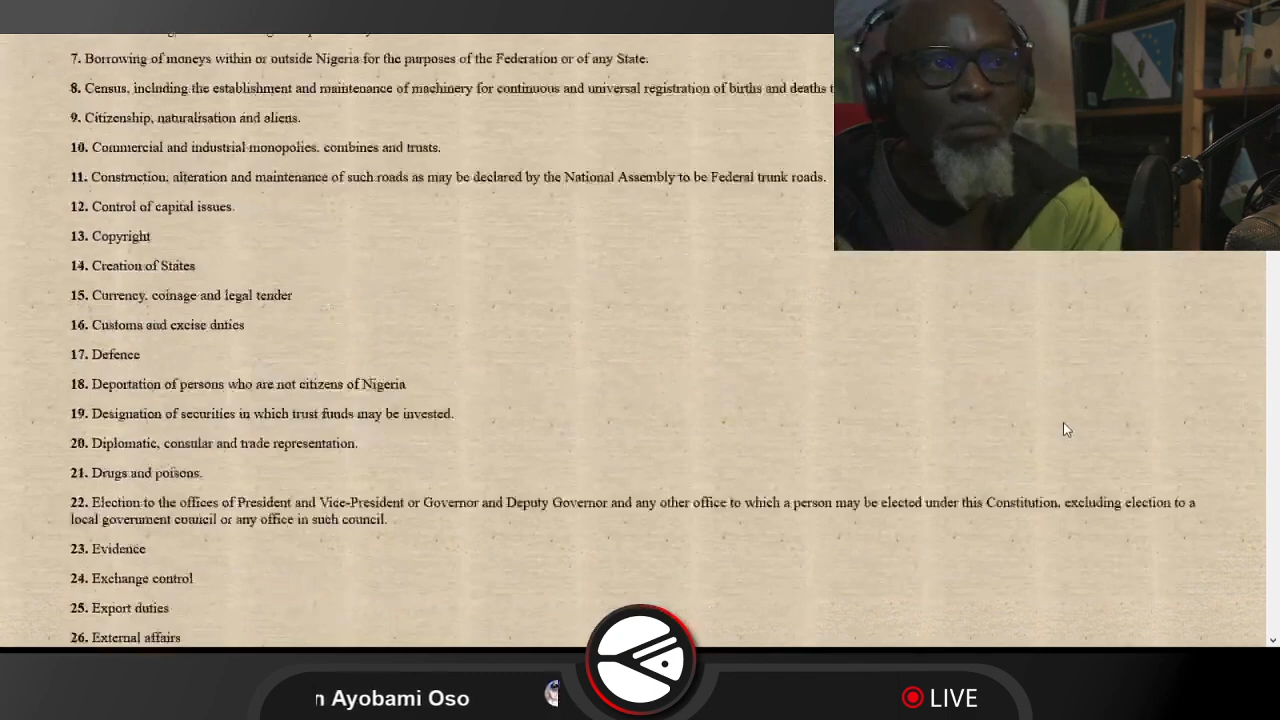 7. Borrowing of moneys within or outside Nigeria for the purposes of the Federation or of any State.
8. Census, including the establishment and maintenance of machinery for continuous and universal registration of births and deaths t
9. Citizenship, naturalisation and aliens.
10. Commercial and industrial monopolies. combines and trusts.
11. Construction, alteration and maintenance of such roads as may be declared by the National Assembly to be Federal trunk roads.
12. Control of capital issues.
13. Copyright
14. Creation of States
15. Currency, coinage and legal tender
16. Customs and excise duties
17. Defence
18. Deportation of persons who are not citizens of Nigeria
19. Designation of securities in which trust funds may be invested.
20. Diplomatic, consular and trade representation.
21. Drugs and poisons.
22. Election to the offices of President and Vice-President or Governor and Deputy Governor and any other office to which a person may be elected under this Constitution, excluding election to a
local government council or any office in such council.
23. Evidence
24. Exchange control
25. Export duties
26. External affairs
n Ayobami Oso
LIVE